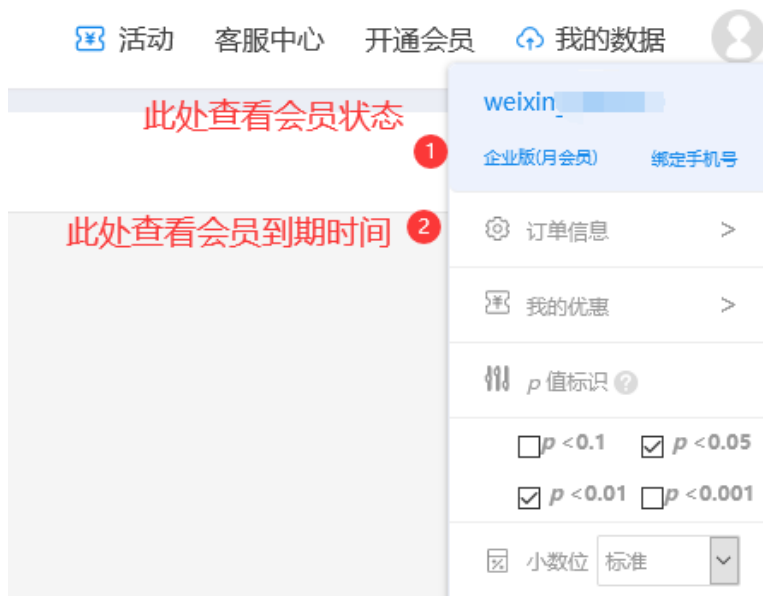 活动 客服中心 开通会员 我的数据
此处查看会员状态
weixin_
1 企业版(月会员) 绑定手机号
此处查看会员到期时间 2
订单信息 >
我的优惠 >
p 值标识 ?
p <0.1 p <0.05
p <0.01 p <0.001
小数位 标准